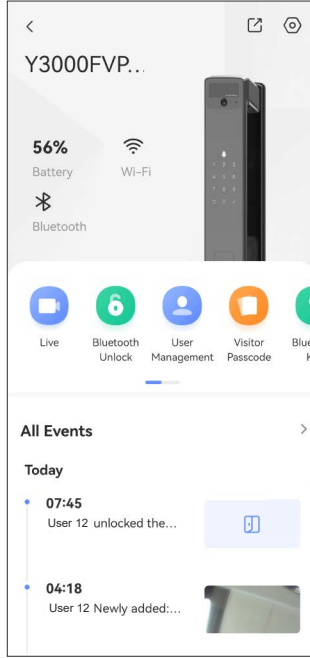 Y3000FVP...
56%
Battery
Wi-Fi
Bluetooth
Live
Bluetooth Unlock
User Management
Visitor Passcode
All Events
Today
07:45
User 12 unlocked the...
04:18
User 12 Newly added:...